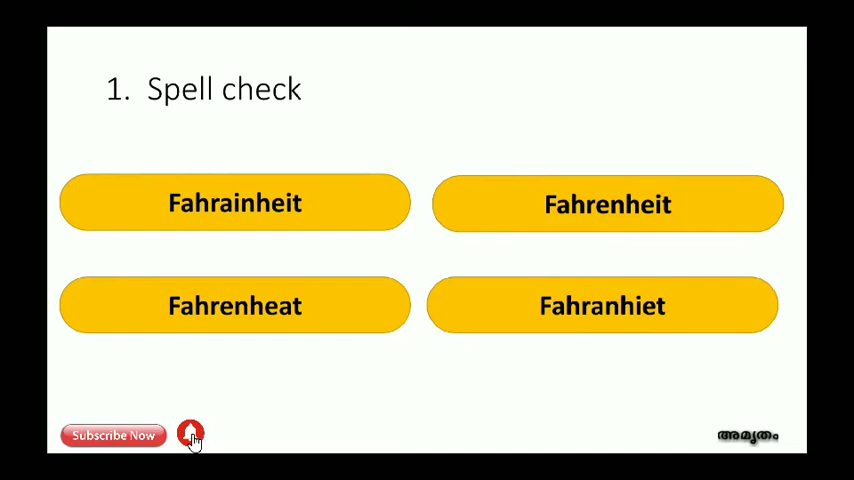 1. Spell check
Fahrainheit
Fahrenheit
Fahrenheat
Fahranhiet
Subscribe Now
അമൃതം